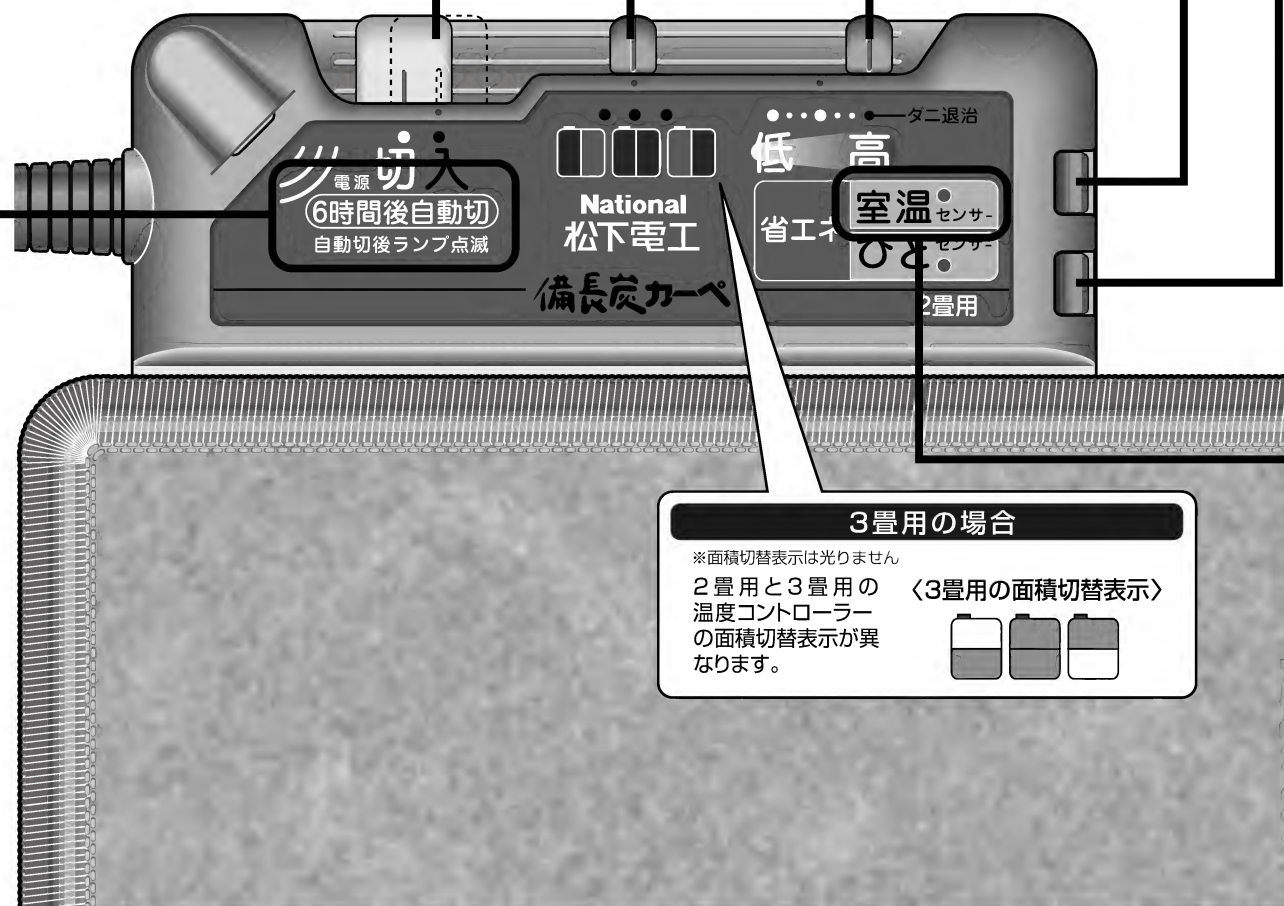 ダニ退治
低 高
電源 切 入
6時間後自動切
自動切後ランプ点滅
National
松下電工
省エネ
室温センサー
ひとセンサー
備長炭カーペ
2畳用
3畳用の場合
※面積切替表示は光りません
2畳用と3畳用の
温度コントローラー
の面積切替表示が異
なります。
〈3畳用の面積切替表示〉